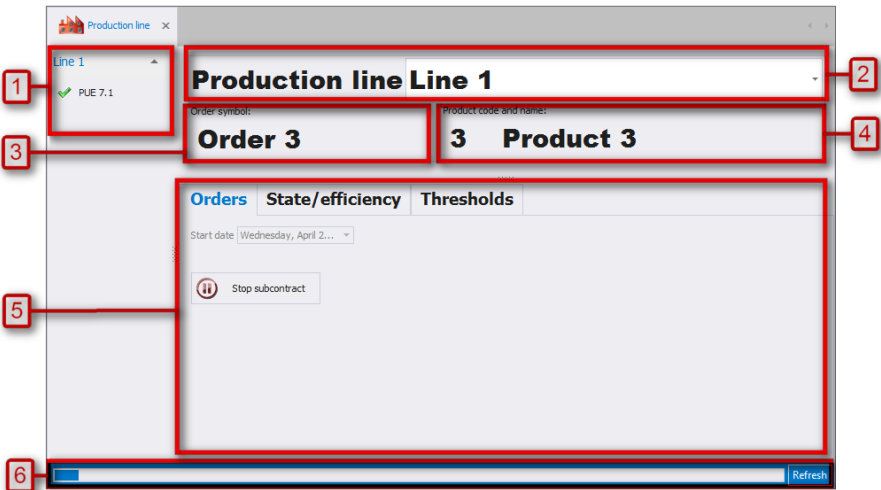 Production line
Line 1
PUE 7.1
1
Production line Line 1
2
Order symbol:
Order 3
3
Product code and name:
3 Product 3
4
Orders State/efficiency Thresholds
Start date Wednesday, April 2...
Stop subcontract
5
6
Refresh